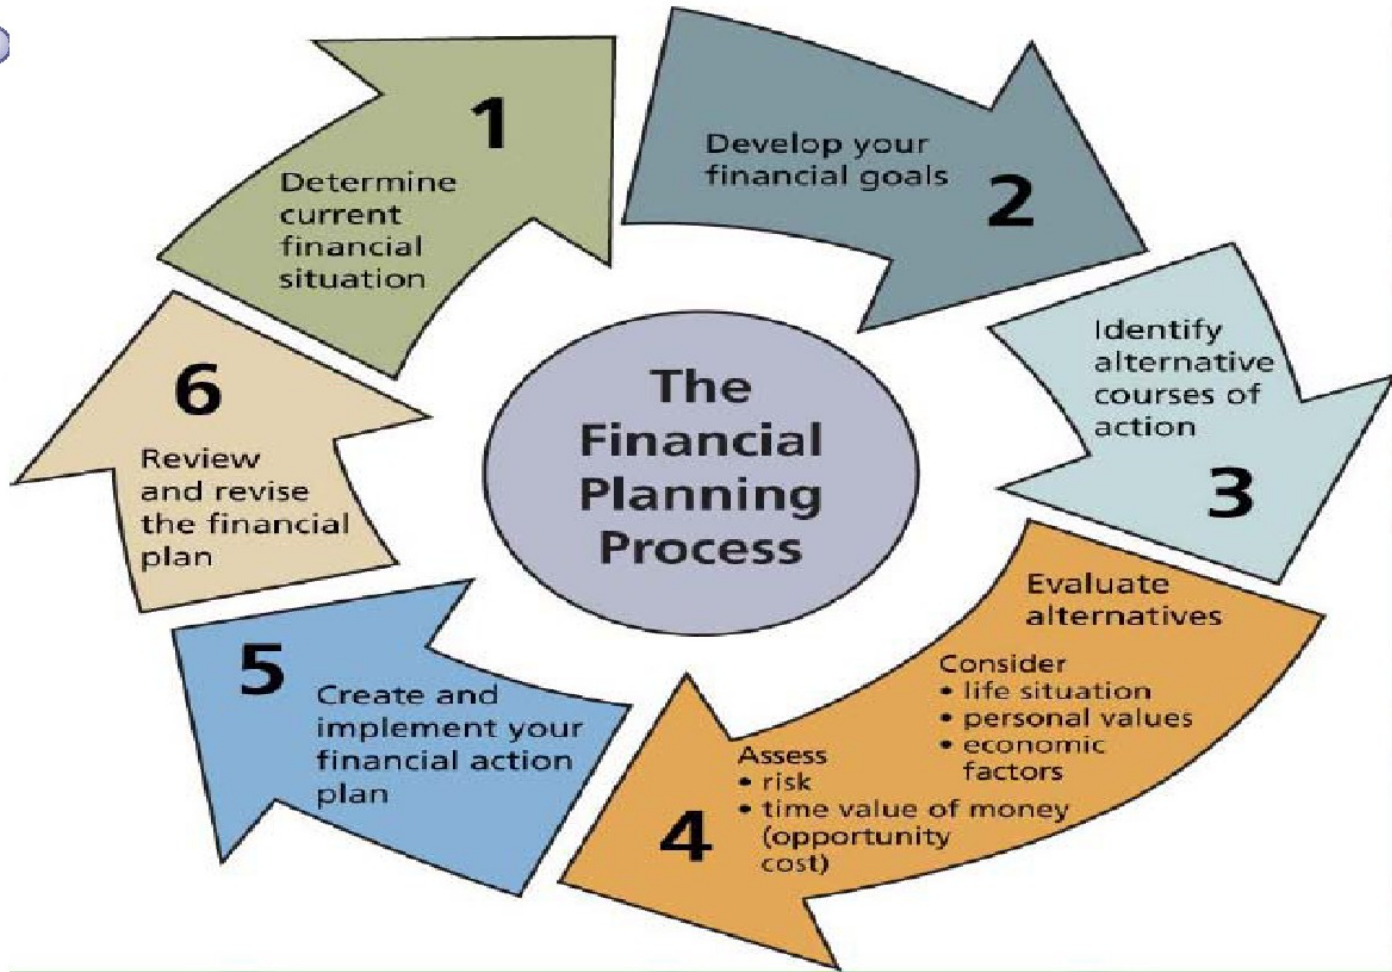 1
Determine
current
financial
situation
Develop your
financial goals
2
Identify
alternative
courses of
action
3
Evaluate
alternatives
Consider
• life situation
• personal values
• economic
factors
Assess
• risk
• time value of money
(opportunity
cost)
4
5
Create and
implement your
financial action
plan
6
Review
and revise
the financial
plan
The
Financial
Planning
Process